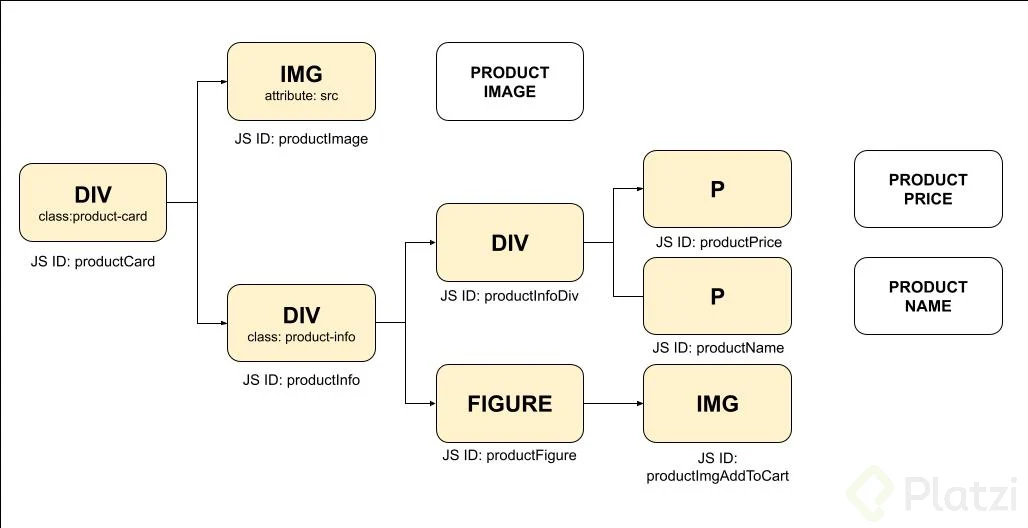 IMG
attribute: src
JS ID: productImage
PRODUCT
IMAGE
DIV
class:product-card
JS ID: productCard
DIV
class: product-info
JS ID: productInfo
DIV
JS ID: productInfoDiv
P
JS ID: productPrice
PRODUCT
PRICE
P
JS ID: productName
PRODUCT
NAME
FIGURE
JS ID: productFigure
IMG
JS ID:
productImgAddToCart
Platzi